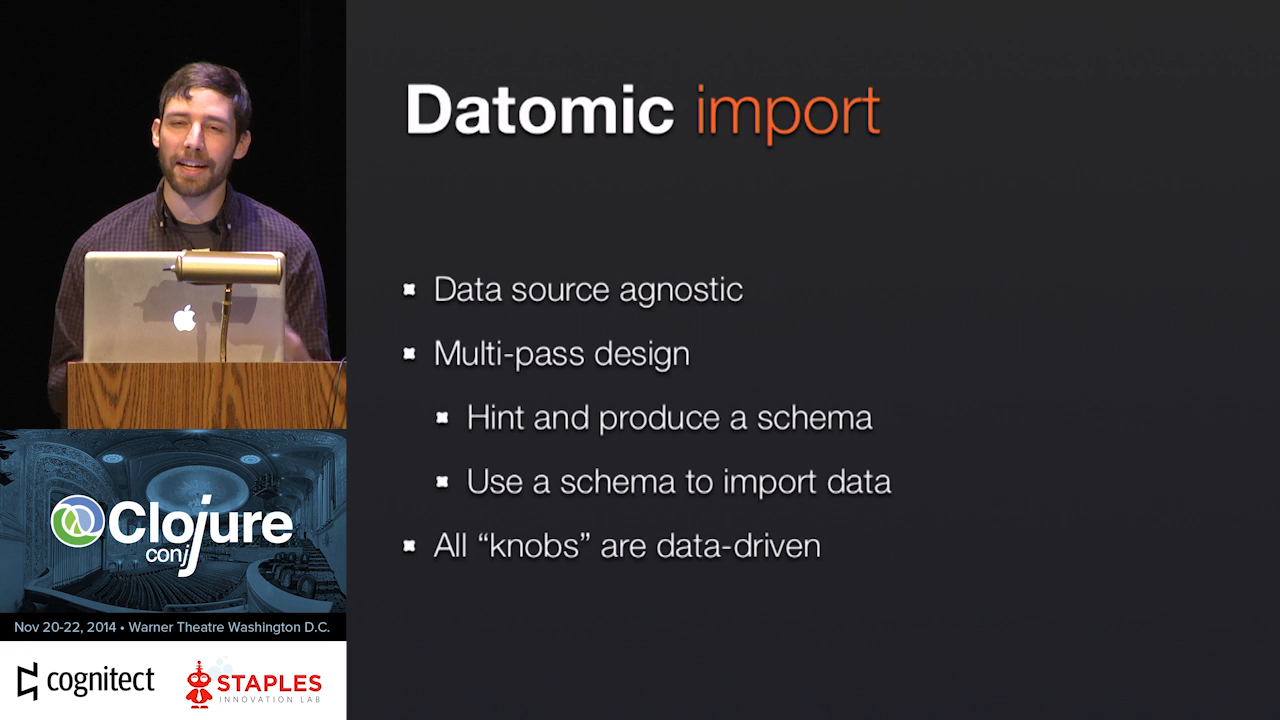 Datomic import
Data source agnostic
Multi-pass design
Hint and produce a schema
Use a schema to import data
All “knobs” are data-driven
Clojure
conj
Nov 20-22, 2014 • Warner Theatre Washington D.C.
cognitect
STAPLES
INNOVATION LAB